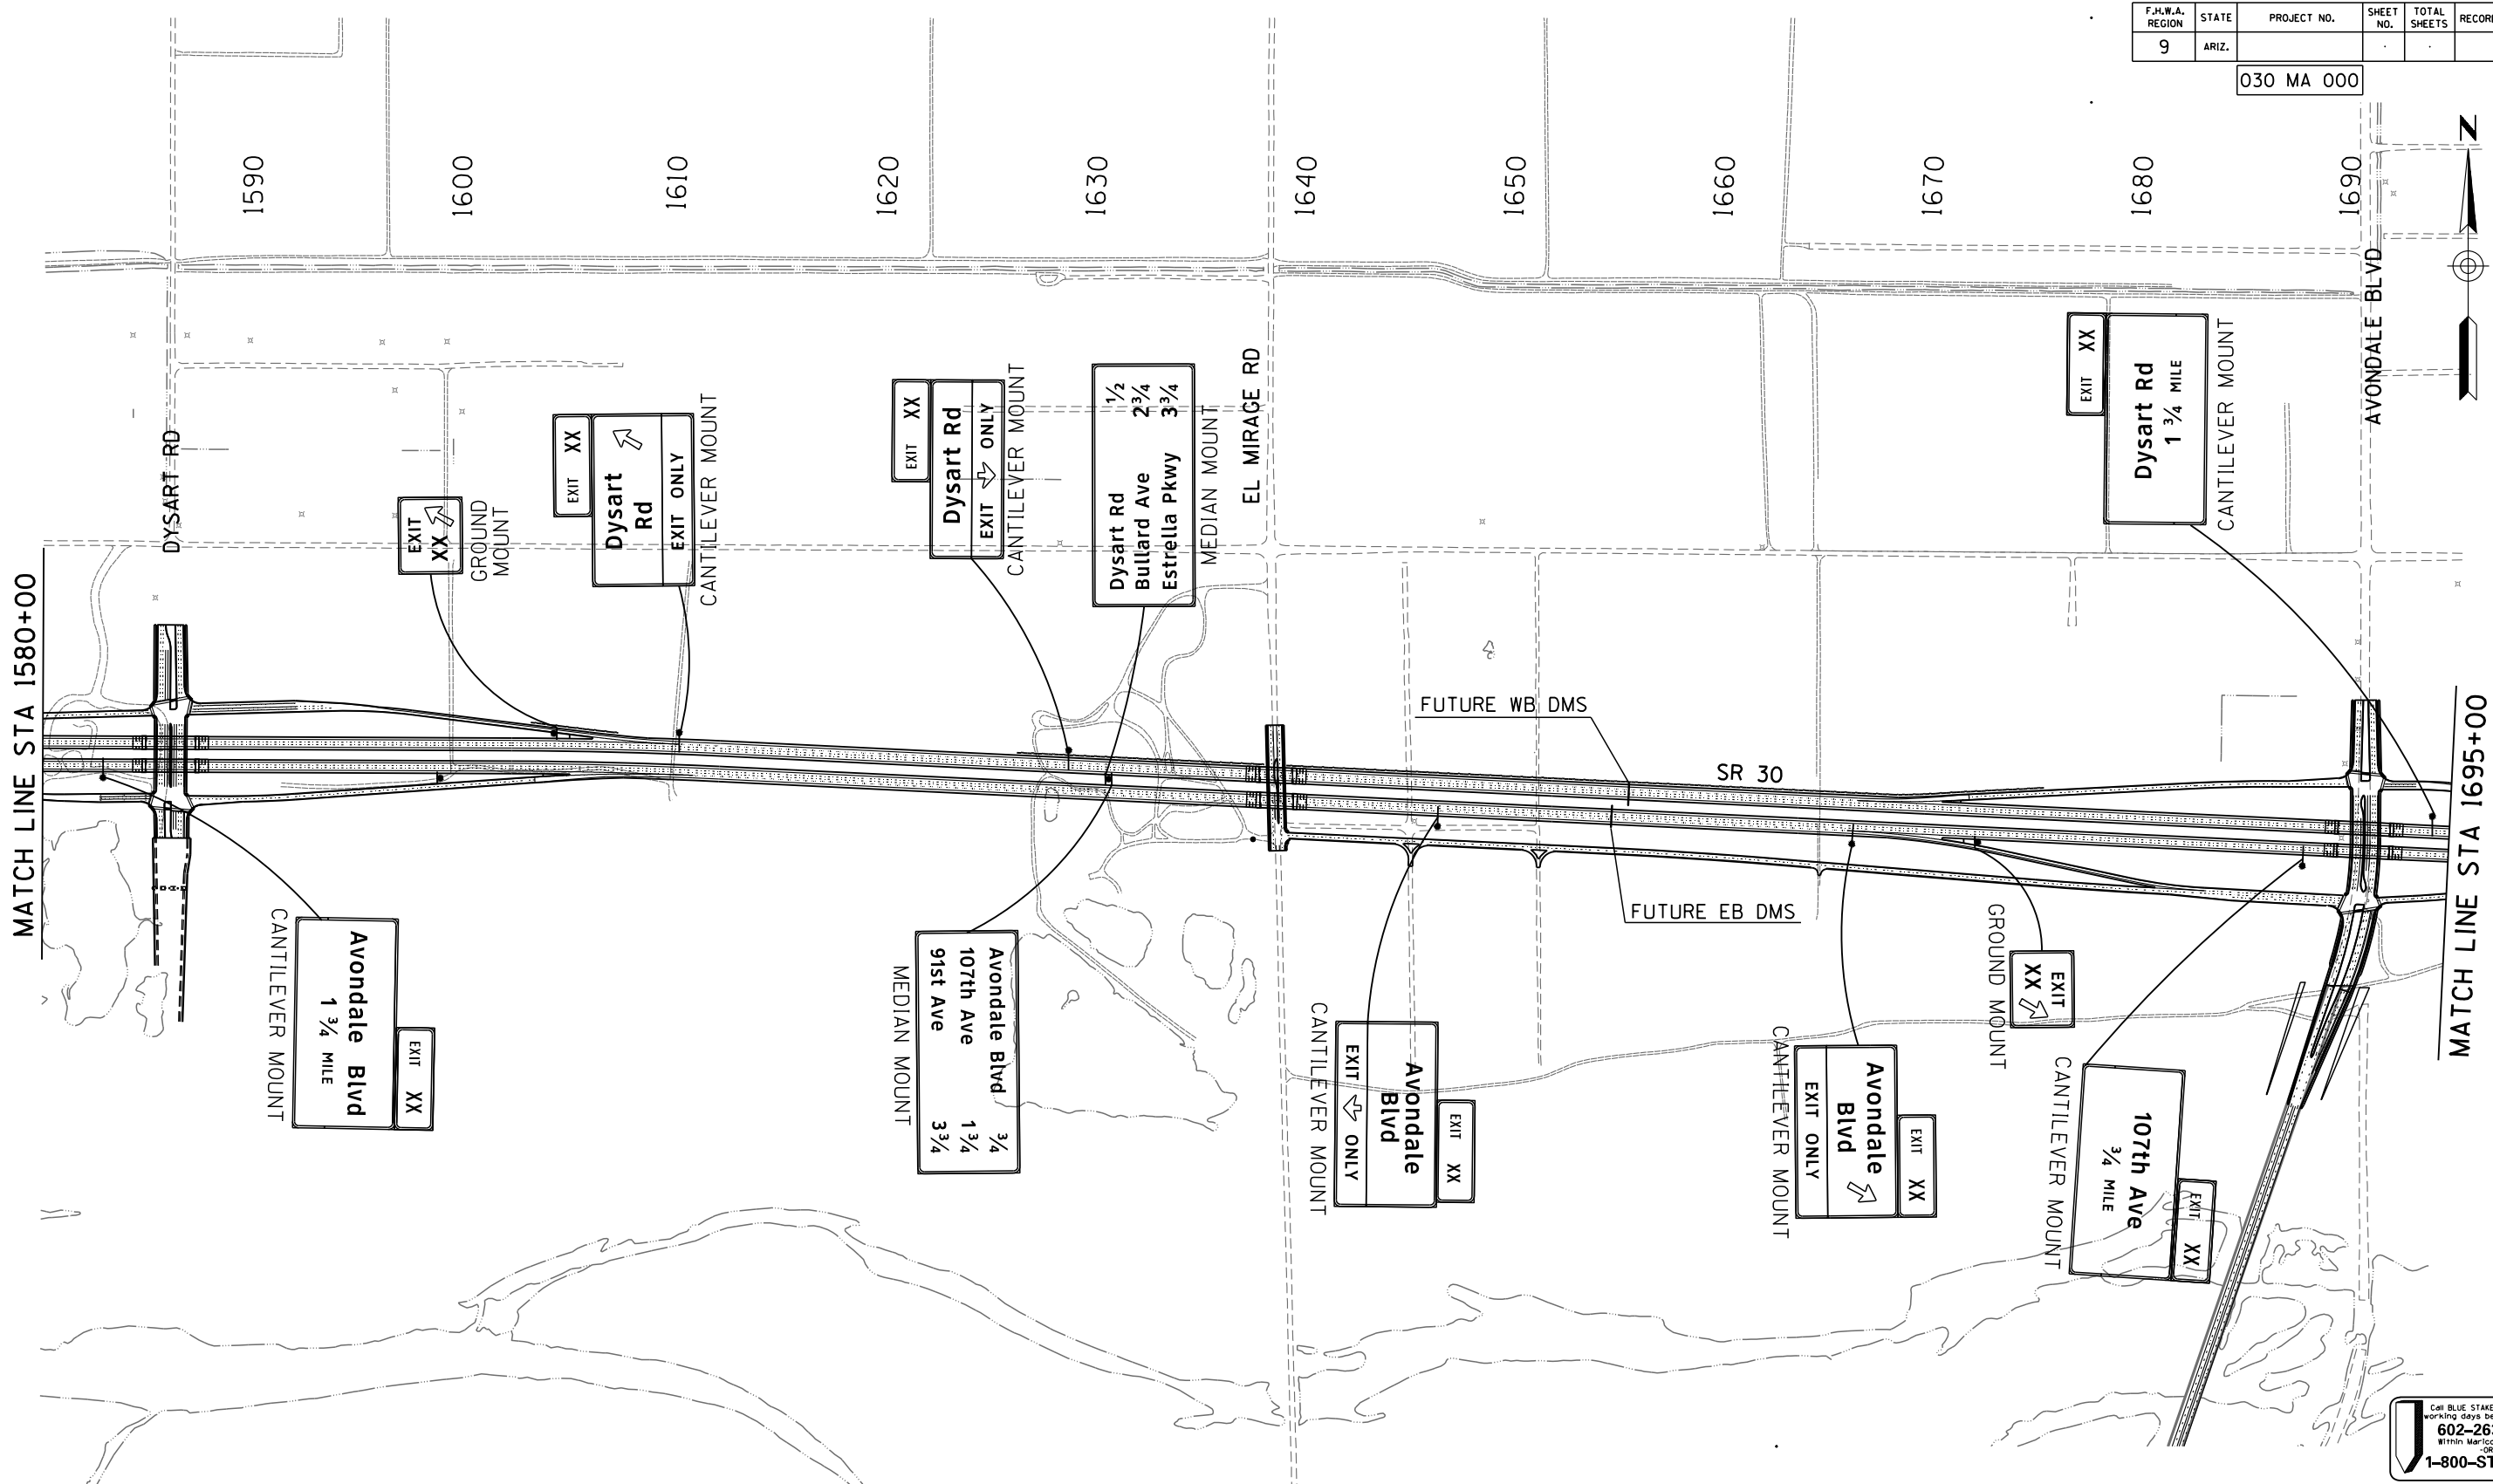 F.H.W.A. REGION
STATE
PROJECT NO.
SHEET NO.
TOTAL SHEETS
9
ARIZ.
030 MA 000
N
1590
1600
1610
1620
1630
1640
1650
1660
1670
1680
1690
DYSART RD
EL MIRAGE RD
AVONDALE BLVD
MATCH LINE STA 1580+00
MATCH LINE STA 1695+00
EXIT
XX
GROUND
MOUNT
EXIT XX
Dysart
Rd
EXIT ONLY
CANTILEVER MOUNT
EXIT XX
Dysart Rd
EXIT ONLY
CANTILEVER MOUNT
Dysart Rd 1/2
Bullard Ave 2 3/4
Estrella Pkwy 3 3/4
MEDIAN MOUNT
EXIT XX
Dysart Rd
1 3/4 MILE
CANTILEVER MOUNT
FUTURE WB DMS
SR 30
FUTURE EB DMS
EXIT XX
Avondale Blvd
1 3/4 MILE
CANTILEVER MOUNT
Avondale Blvd 3/4
107th Ave 1 3/4
91st Ave 3 3/4
MEDIAN MOUNT
EXIT XX
Avondale
Blvd
EXIT ONLY
CANTILEVER MOUNT
EXIT XX
Avondale
Blvd
EXIT ONLY
CANTILEVER MOUNT
EXIT
XX
GROUND MOUNT
EXIT XX
107th Ave
3/4 MILE
CANTILEVER MOUNT
Call BLUE
working days
602-26
Within
-OR
1-800-ST